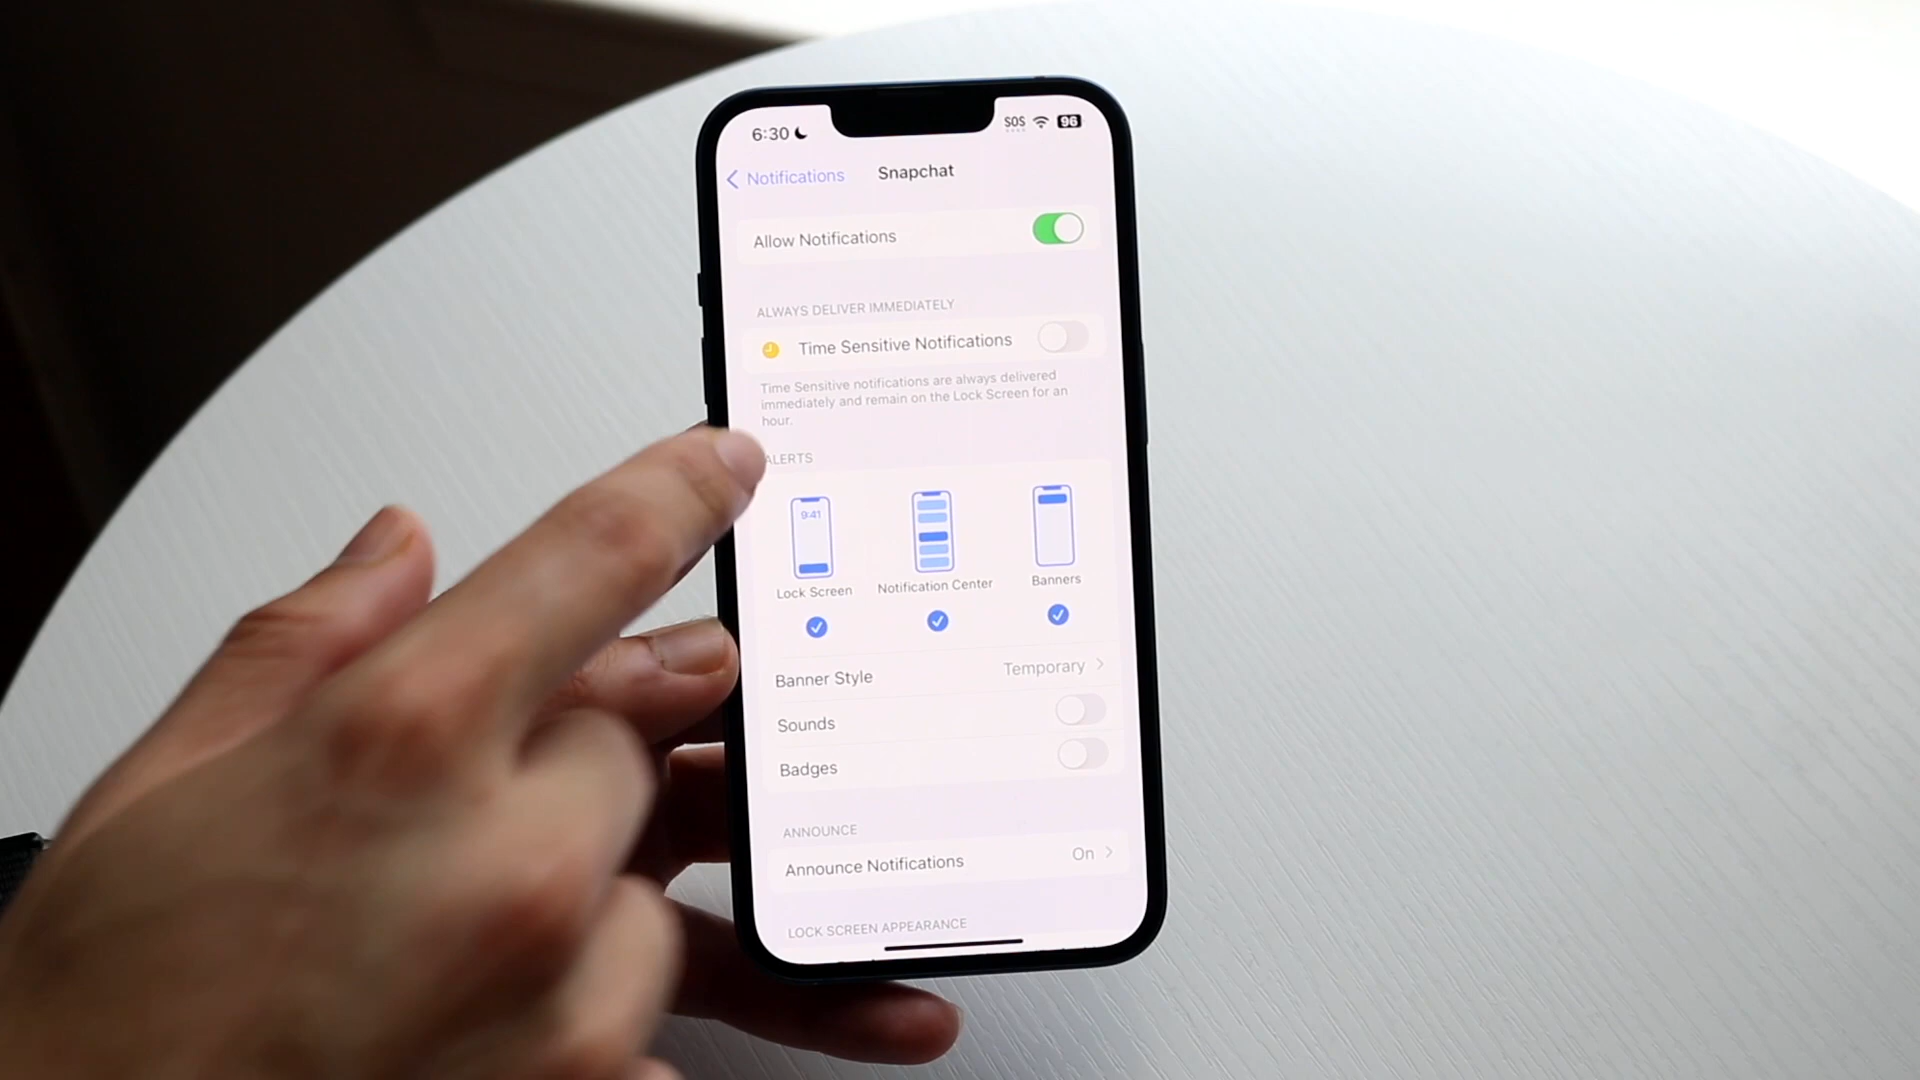 6:30
SOS 96
Notifications Snapchat
Allow Notifications
ALWAYS DELIVER IMMEDIATELY
Time Sensitive Notifications
Time Sensitive notifications are always delivered
immediately and remain on the Lock Screen for an
hour.
ALERTS
9:41
Lock Screen Notification Center Banners
Banner Style Temporary
Sounds
Badges
ANNOUNCE
Announce Notifications On
LOCK SCREEN APPEARANCE